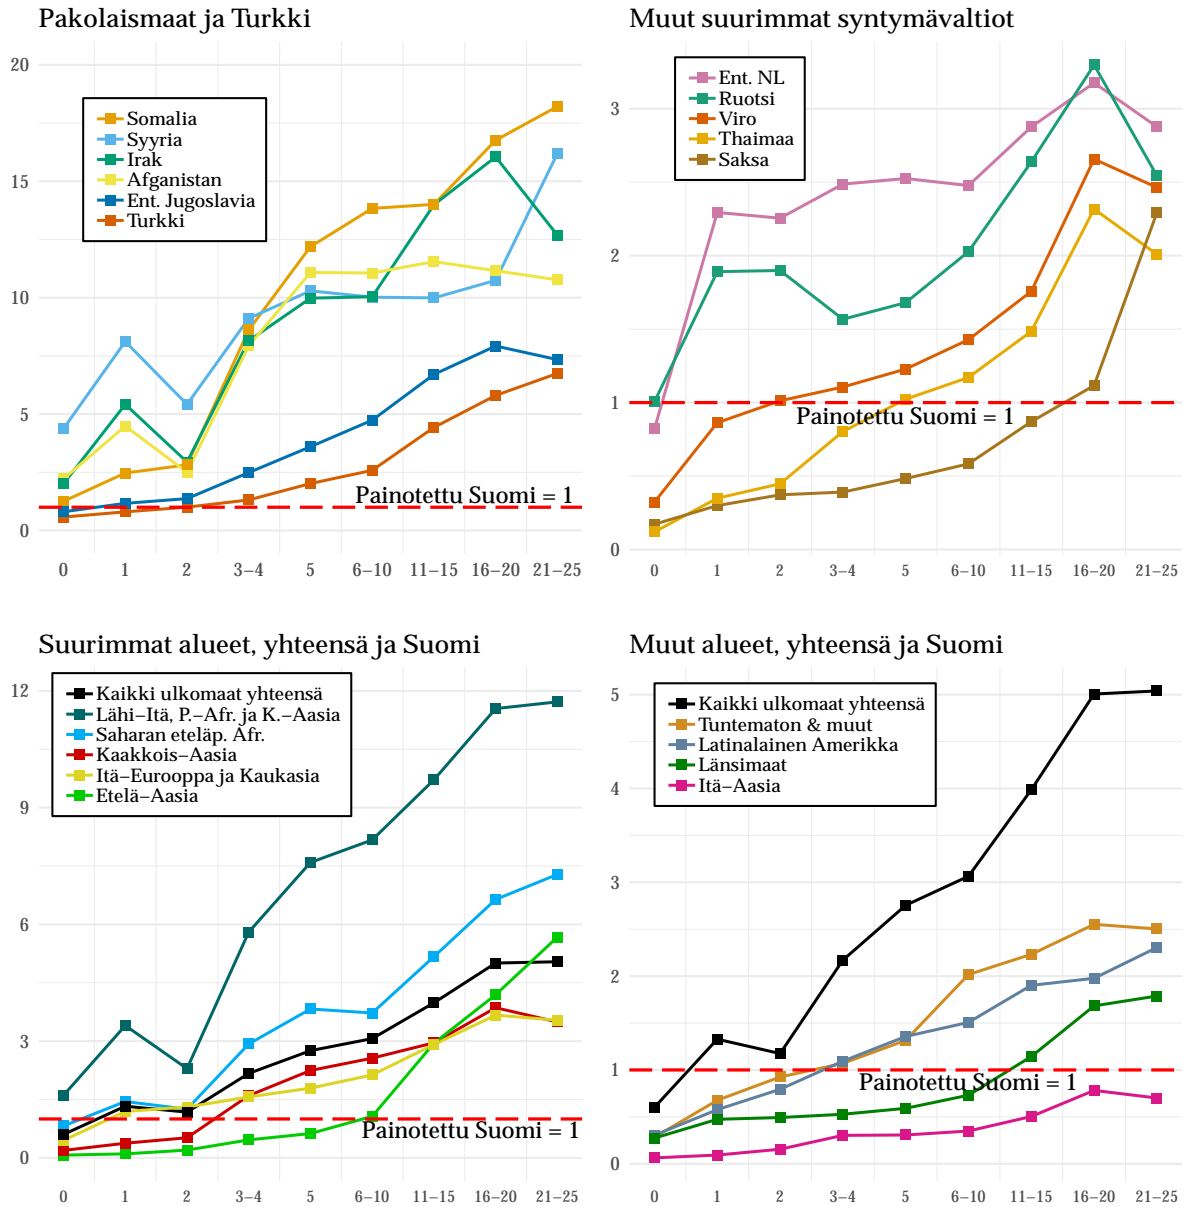 Pakolaismaat ja Turkki
20
15
10
5
0
Somalia
Syyria
Irak
Afganistan
Ent. Jugoslavia
Turkki
Painotettu Suomi = 1
0 1 2 3–4 5 6–10 11–15 16–20 21–25
Muut suurimmat syntymävaltiot
3
2
1
0
Ent. NL
Ruotsi
Viro
Thaimaa
Saksa
Painotettu Suomi = 1
0 1 2 3–4 5 6–10 11–15 16–20 21–25
Suurimmat alueet, yhteensä ja Suomi
12
9
6
3
0
Kaikki ulkomaat yhteensä
Lähi–Itä, P.–Afr. ja K.–Aasia
Saharan eteläp. Afr.
Kaakkois–Aasia
Itä–Eurooppa ja Kaukasia
Etelä–Aasia
Painotettu Suomi = 1
0 1 2 3–4 5 6–10 11–15 16–20 21–25
Muut alueet, yhteensä ja Suomi
5
4
3
2
1
0
Kaikki ulkomaat yhteensä
Tuntematon & muut
Latinalainen Amerikka
Länsimaat
Itä–Aasia
Painotettu Suomi = 1
0 1 2 3–4 5 6–10 11–15 16–20 21–25